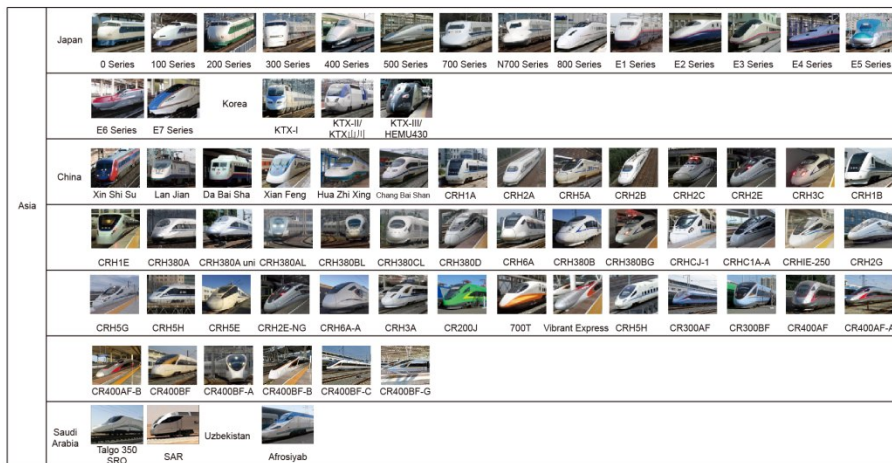 Asia
Japan
0 Series 100 Series 200 Series 300 Series 400 Series 500 Series 700 Series N700 Series 800 Series E1 Series E2 Series E3 Series E4 Series E5 Series
E6 Series E7 Series Korea KTX-I KTX-II/ KTX-III/
KTX山川 HEMU430
China
Xin Shi Su Lan Jian Da Bai Sha Xian Feng Hua Zhi Xing Chang Bai Shan CRH1A CRH2A CRH5A CRH2B CRH2C CRH2E CRH3C CRH1B
CRH1E CRH380A CRH380A uni CRH380AL CRH380BL CRH380CL CRH380D CRH6A CRH380B CRH380BG CRHCJ-1 CRHC1A-A CRHIE-250 CRH2G
CRH5G CRH5H CRH5E CRH2E-NG CRH6A-A CRH3A CR200J 700T Vibrant Express CRH5H CR300AF CR300BF CR400AF CR400AF-A
CR400AF-B CR400BF CR400BF-A CR400BF-B CR400BF-C CR400BF-G
Saudi
Arabia
Talgo 350
SRO SAR Uzbekistan Afrosiyab